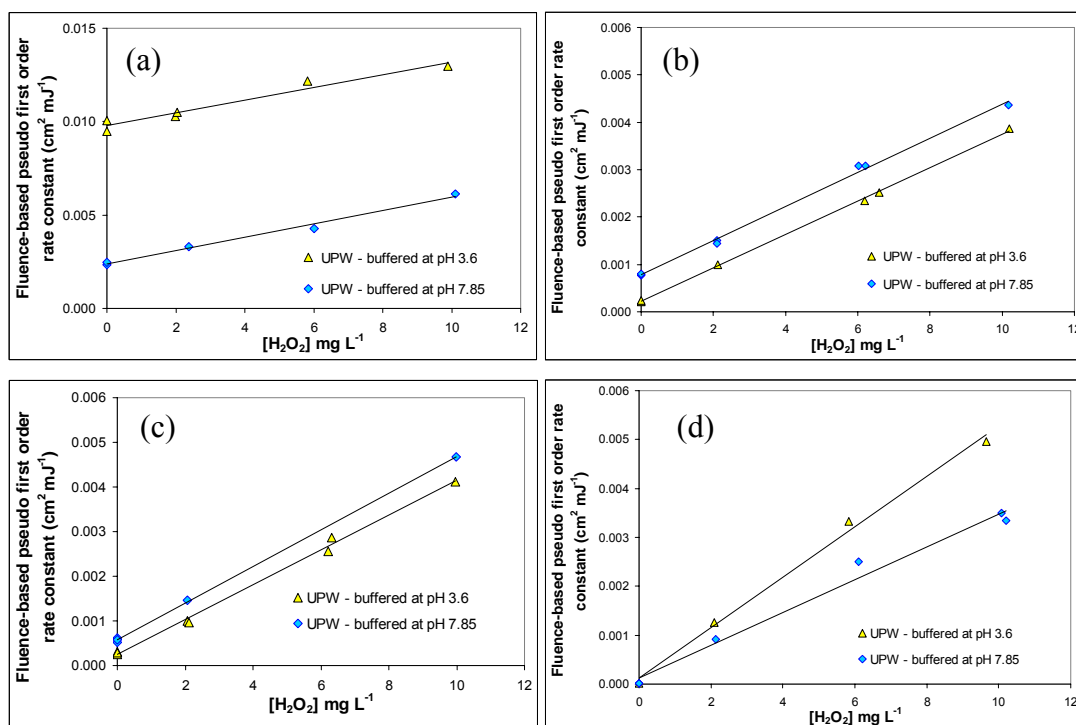 (a)
Fluence-based pseudo first order
rate constant (cm² mJ⁻¹)
0.015
0.010
0.005
0.000
0 2 4 6 8 10 12
[H₂O₂] mg L⁻¹
UPW - buffered at pH 3.6
UPW - buffered at pH 7.85
(b)
Fluence-based pseudo first order rate
constant (cm² mJ⁻¹)
0.006
0.005
0.004
0.003
0.002
0.001
0.000
0 2 4 6 8 10 12
[H₂O₂] mg L⁻¹
UPW - buffered at pH 3.6
UPW - buffered at pH 7.85
(c)
Fluence-based pseudo first order
rate constant (cm² mJ⁻¹)
0.006
0.005
0.004
0.003
0.002
0.001
0.000
0 2 4 6 8 10 12
[H₂O₂] mg L⁻¹
UPW - buffered at pH 3.6
UPW - buffered at pH 7.85
(d)
Fluence-based pseudo first order rate
constant (cm² mJ⁻¹)
0.006
0.005
0.004
0.003
0.002
0.001
0.000
0 2 4 6 8 10 12
[H₂O₂] mg L⁻¹
UPW - buffered at pH 3.6
UPW - buffered at pH 7.85